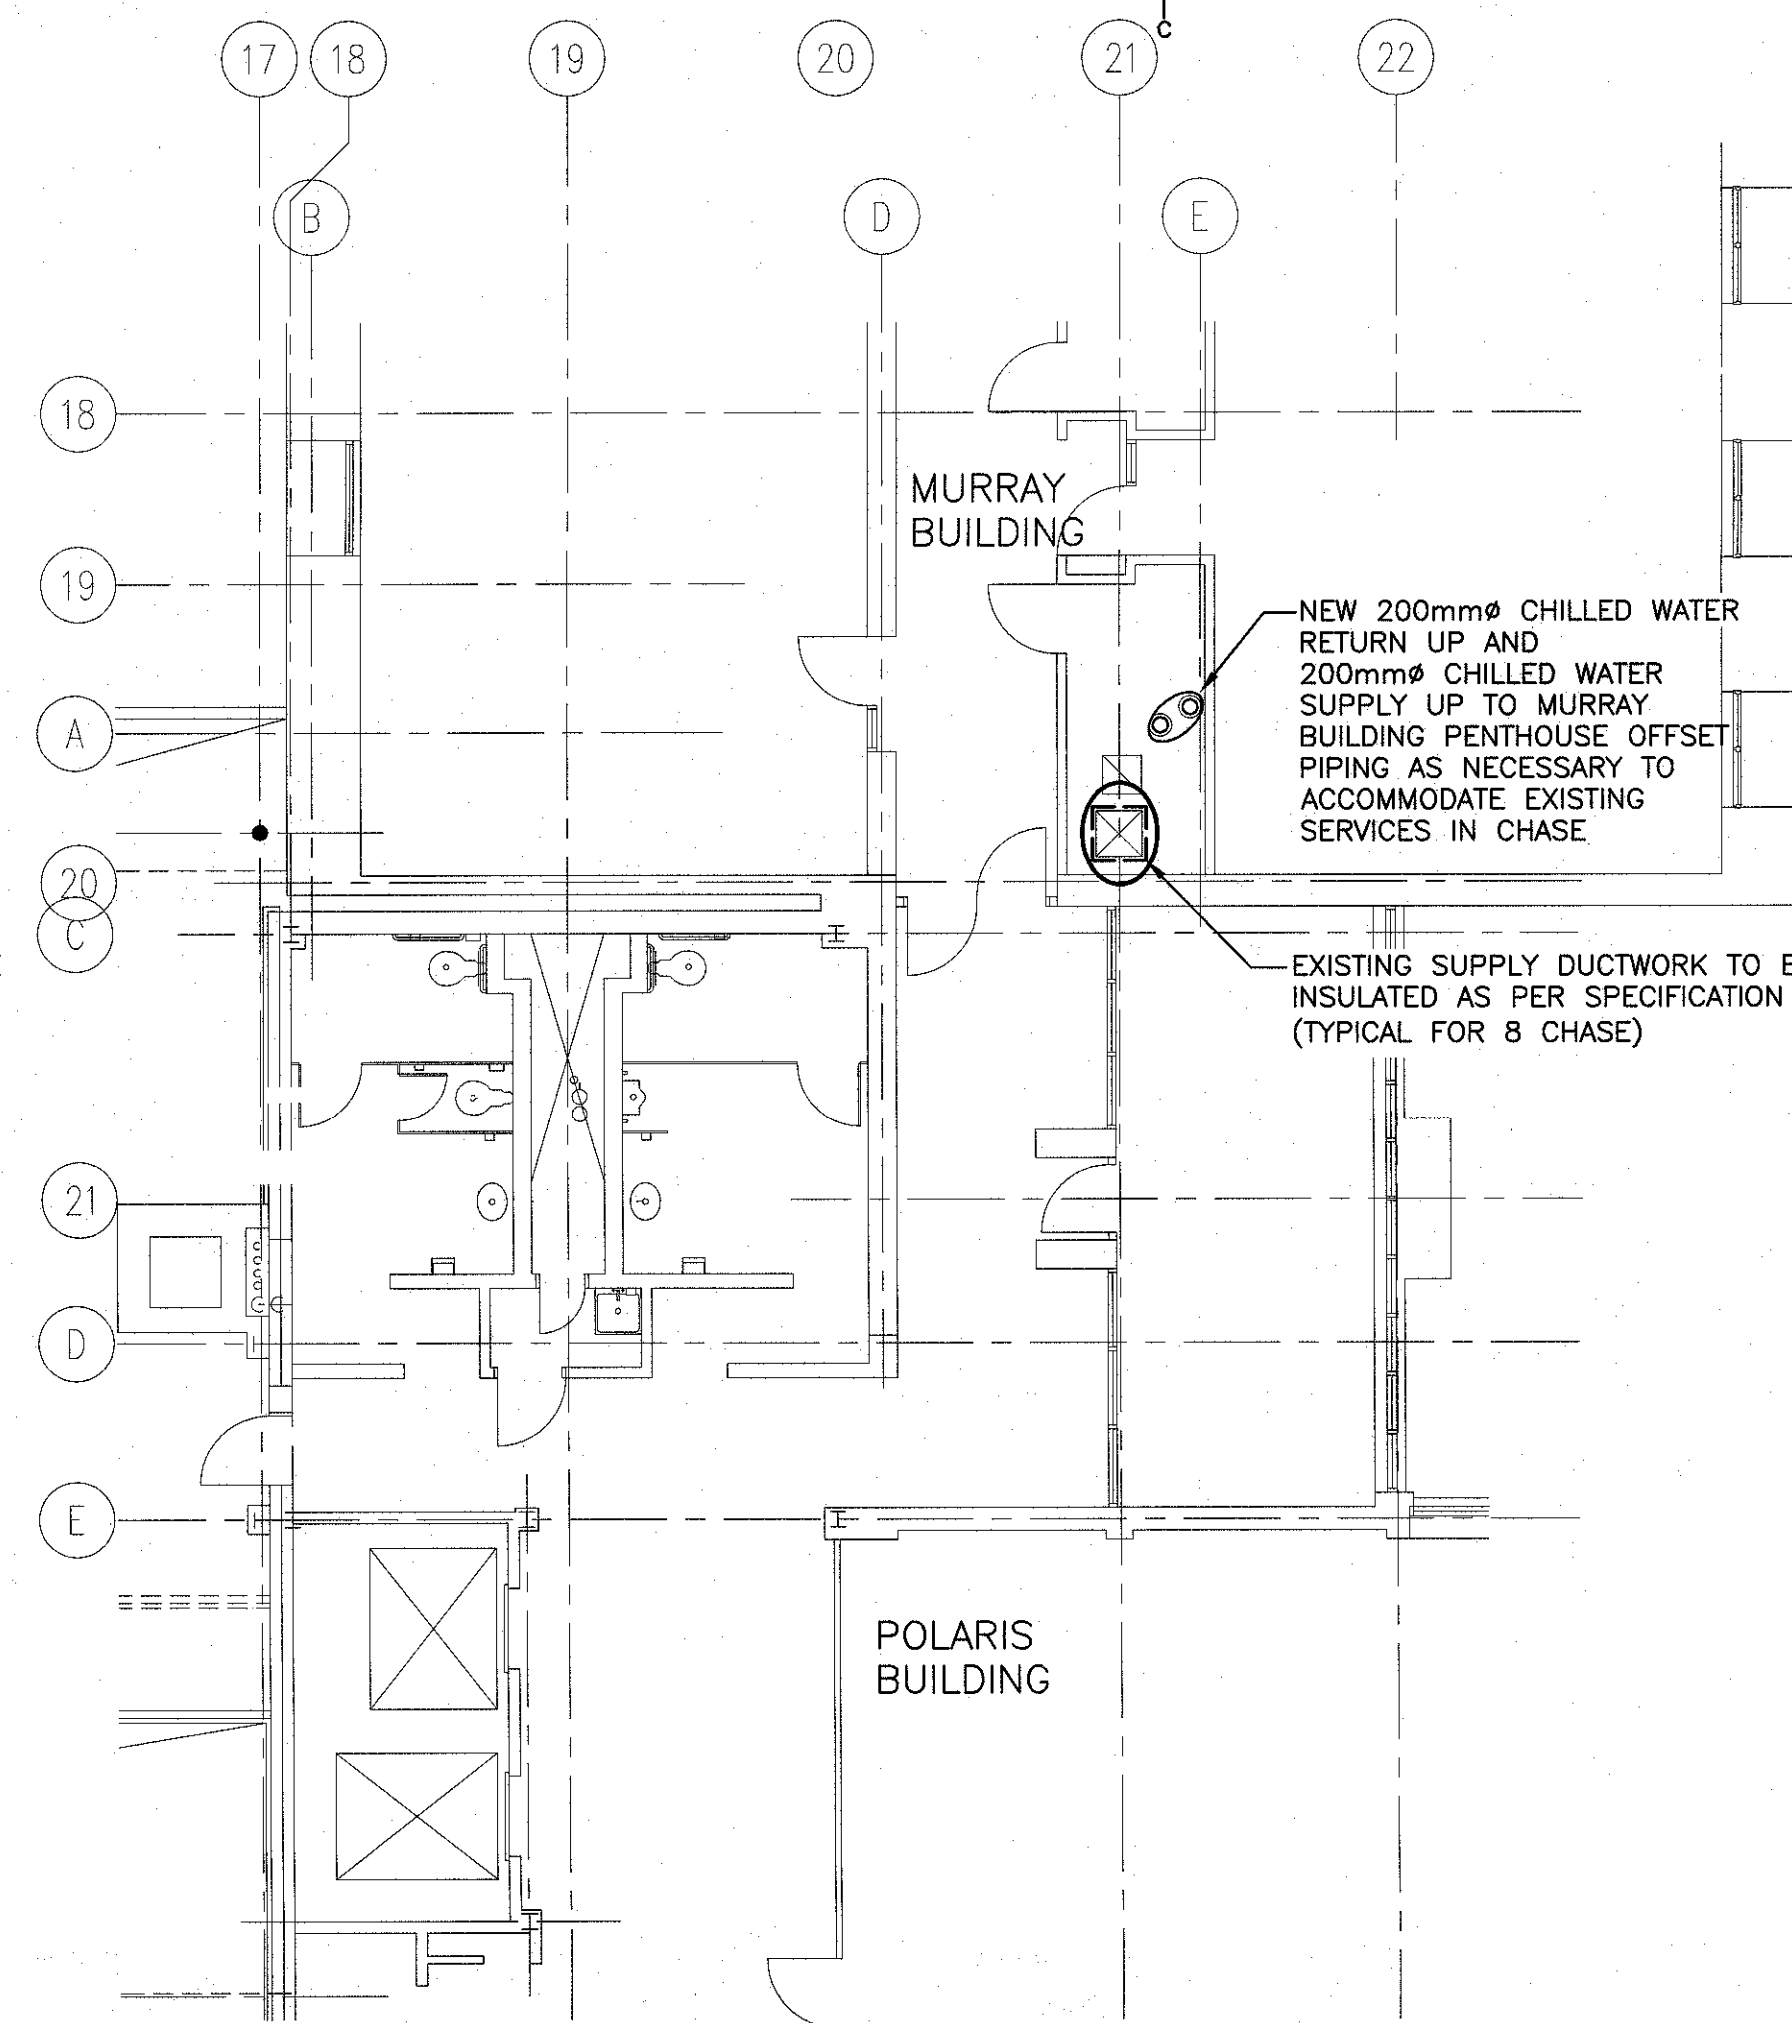 C
17
18
19
20
21
22
B
D
E
18
MURRAY
BUILDING
19
NEW 200mmø CHILLED WATER
RETURN UP AND
200mmø CHILLED WATER
SUPPLY UP TO MURRAY
BUILDING PENTHOUSE OFFSET
PIPING AS NECESSARY TO
ACCOMMODATE EXISTING
SERVICES IN CHASE
A
20
C
EXISTING SUPPLY DUCTWORK TO
INSULATED AS PER SPECIFICATION
(TYPICAL FOR 8 CHASE)
21
D
E
POLARIS
BUILDING